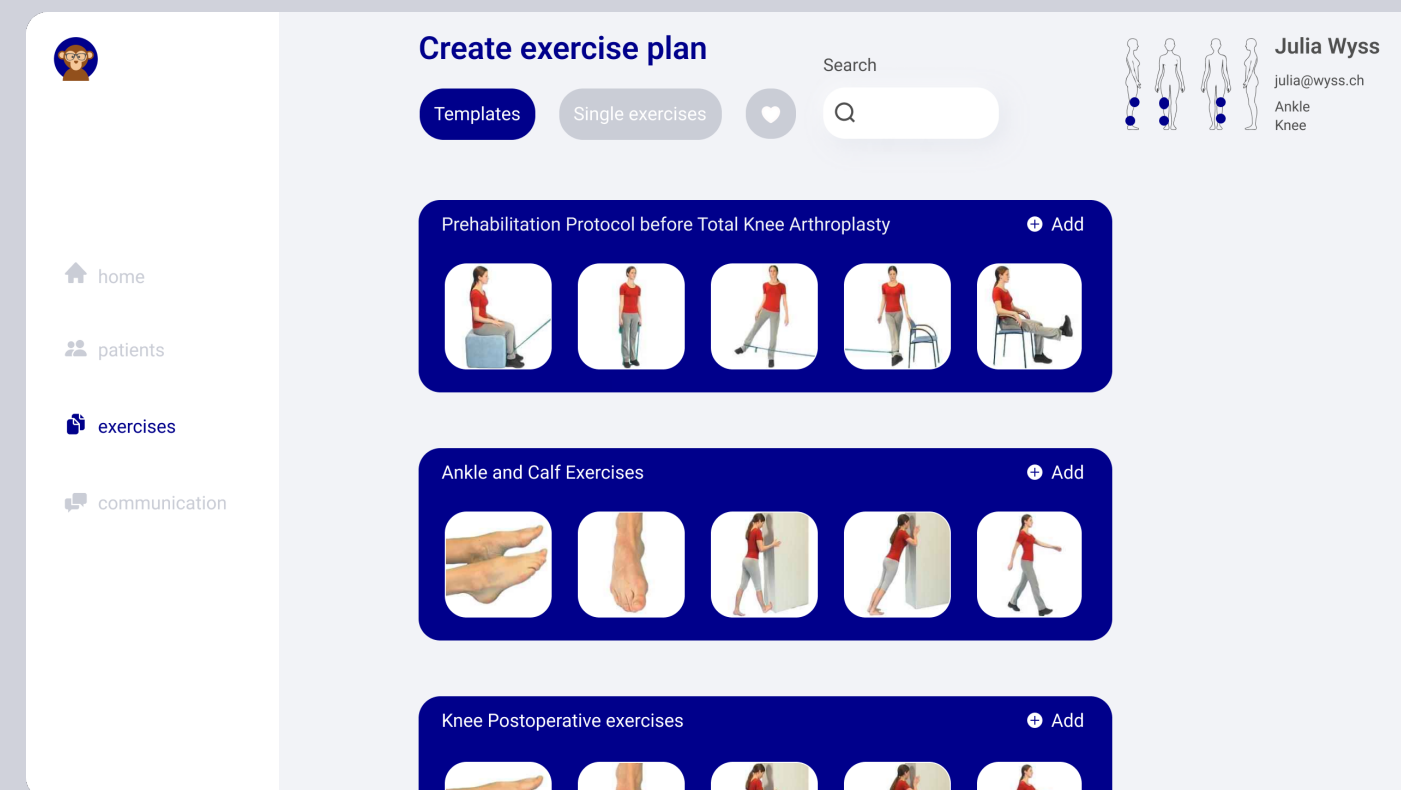 Create exercise plan
Templates
Single exercises
Search
Julia Wyss
julia@wyss.ch
Ankle
Knee
home
patients
exercises
communication
Prehabilitation Protocol before Total Knee Arthroplasty
Add
Ankle and Calf Exercises
Add
Knee Postoperative exercises
Add